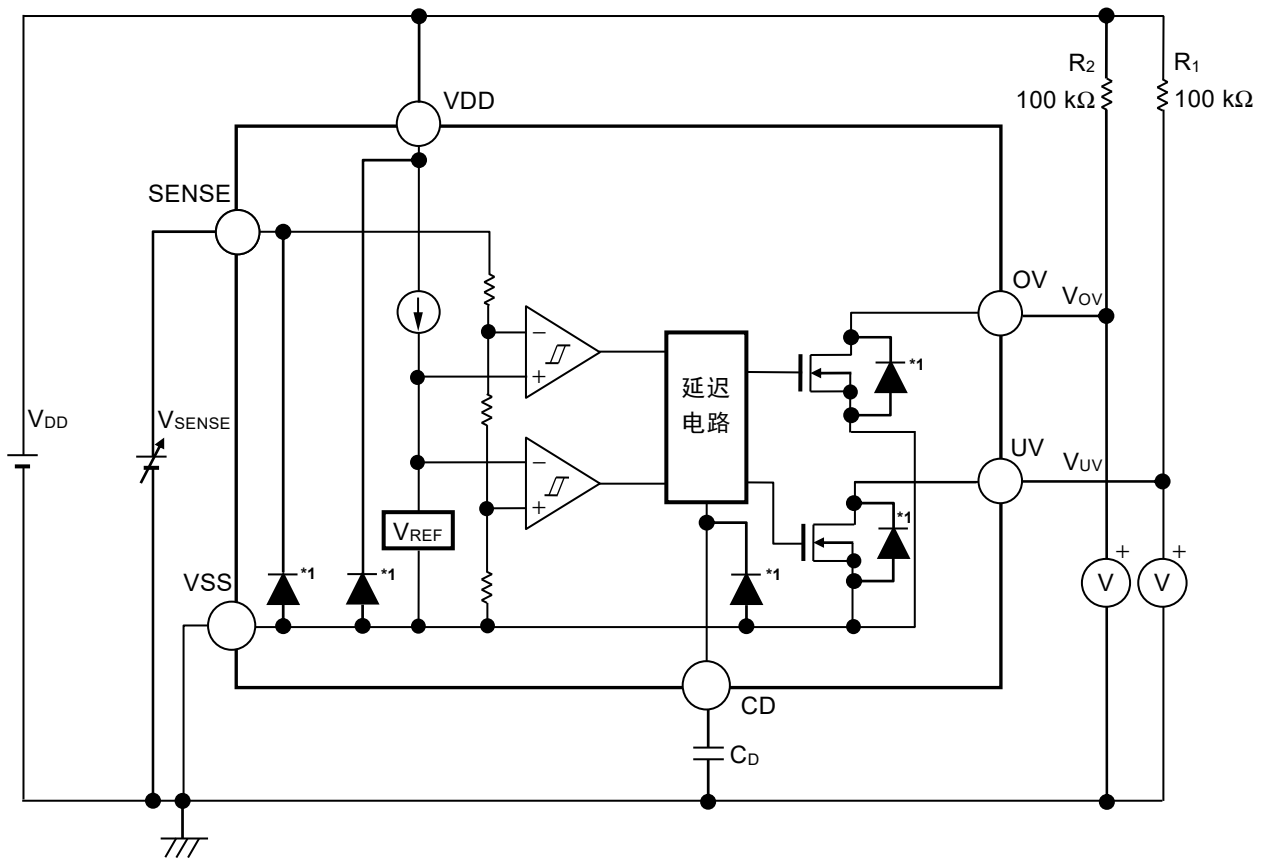 R2
100 kΩ
R1
100 kΩ
VDD
SENSE
OV
VOV
*1
延迟
电路
VDD
VSENSE
UV
VUV
*1
VREF
VSS
*1
*1
*1
+
+
V
V
−
+
−
+
CD
CD